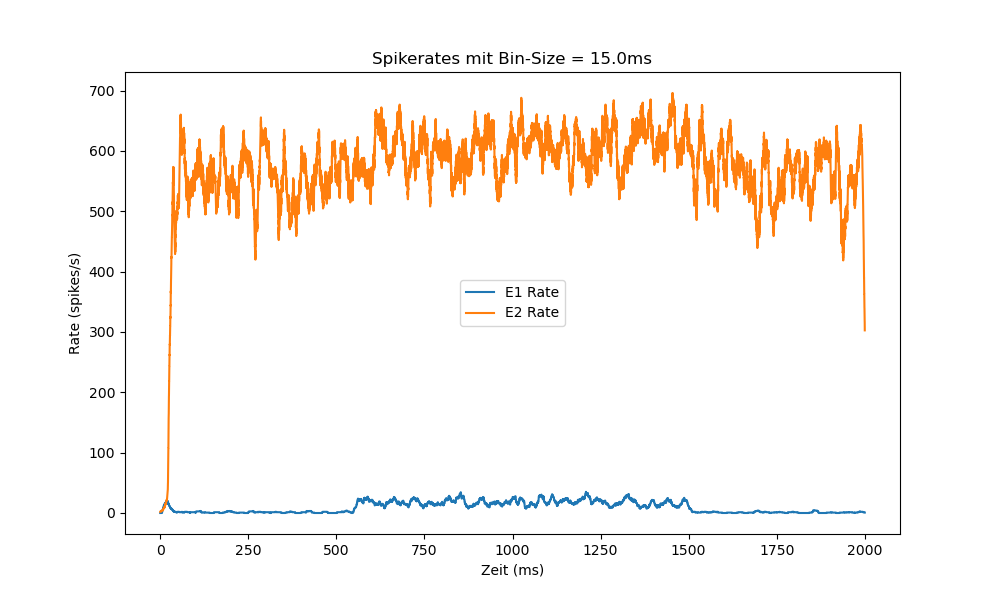 Spikerates mit Bin-Size = 15.0ms
700
600
500
400
300
200
100
0
Rate (spikes/s)
E1 Rate
E2 Rate
0 250 500 750 1000 1250 1500 1750 2000
Zeit (ms)